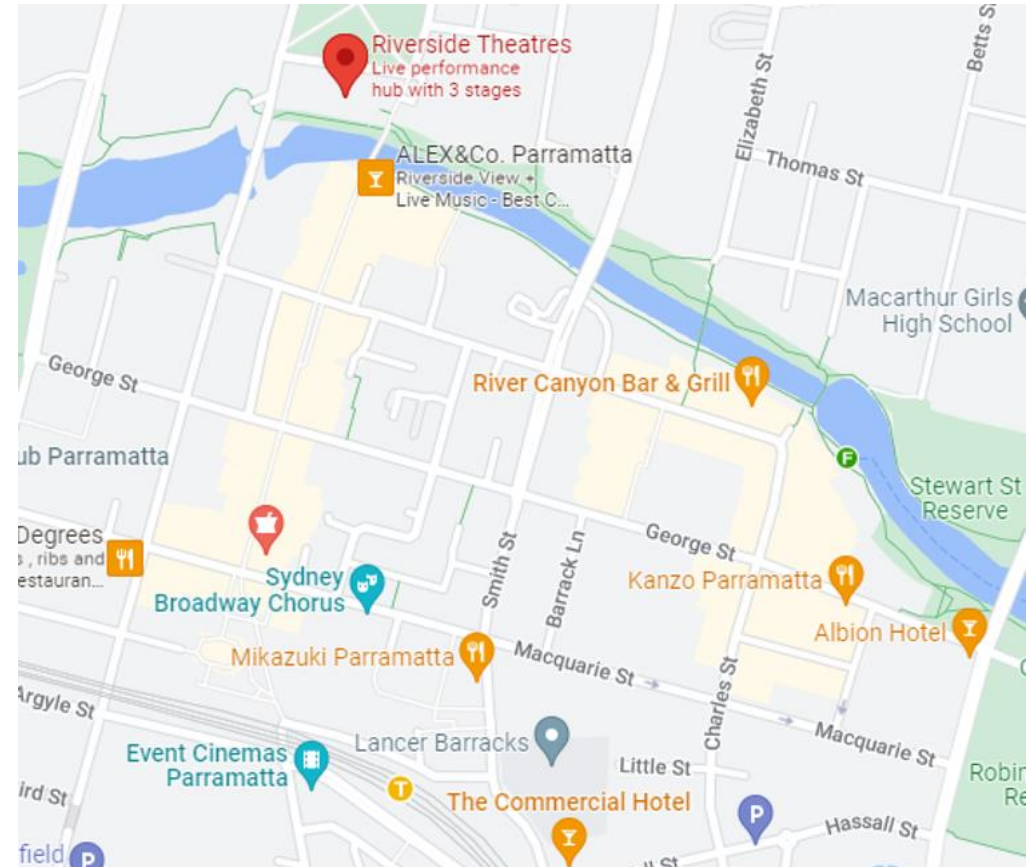 Riverside Theatres
Live performance
hub with 3 stages
Betts S
Elizabeth St
ALEX&Co. Parramatta
Riverside View +
Live Music - Best C...
Thomas St
Macarthur Girls
High School
George St
River Canyon Bar & Grill
ub Parramatta
F
Stewart St
Reserve
Degrees
s , ribs and
estauran...
George St
Smith St
Barrack Ln
Kanzo Parramatta
Sydney
Broadway Chorus
Albion Hotel
Mikazuki Parramatta
Macquarie St
Charles St
Argyle St
Macquarie St
Lancer Barracks
Event Cinemas
Parramatta
Little St
Robin
Re
T
ird St
The Commercial Hotel
P
Hassall St
field
P
ll St